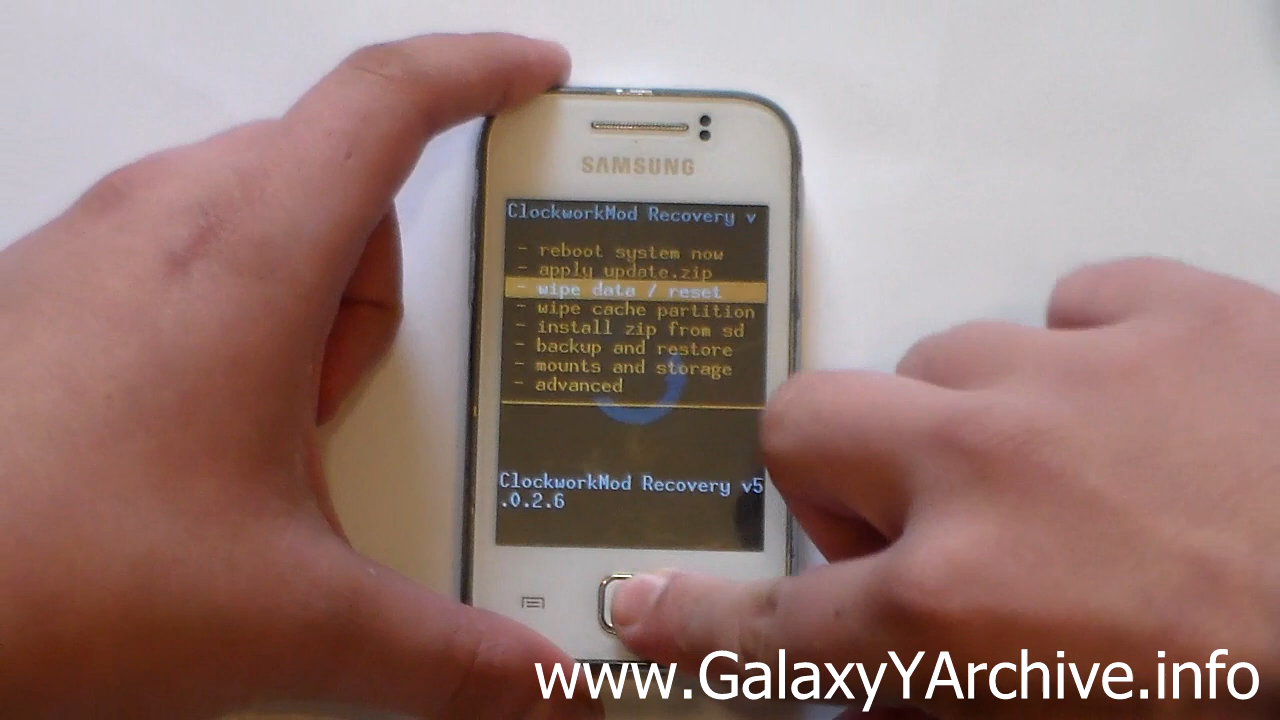 SAMSUNG
ClockworkMod Recovery v
- reboot system now
- apply update.zip
- wipe data / reset
- wipe cache partition
- install zip from sd
- backup and restore
- mounts and storage
- advanced
ClockworkMod Recovery v5
.0.2.6
www.GalaxyYArchive.info